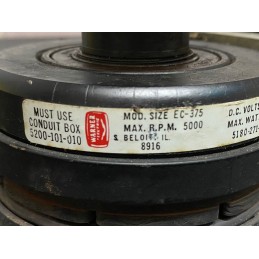 MUST USE
CONDUIT BOX
5200-101-010
WARNER
MOD. SIZE EC-375
MAX. R.P.M. 5000
S. BELOIT, IL.
8916
D.C. VOLTS
MAX. WAT
5180-271-